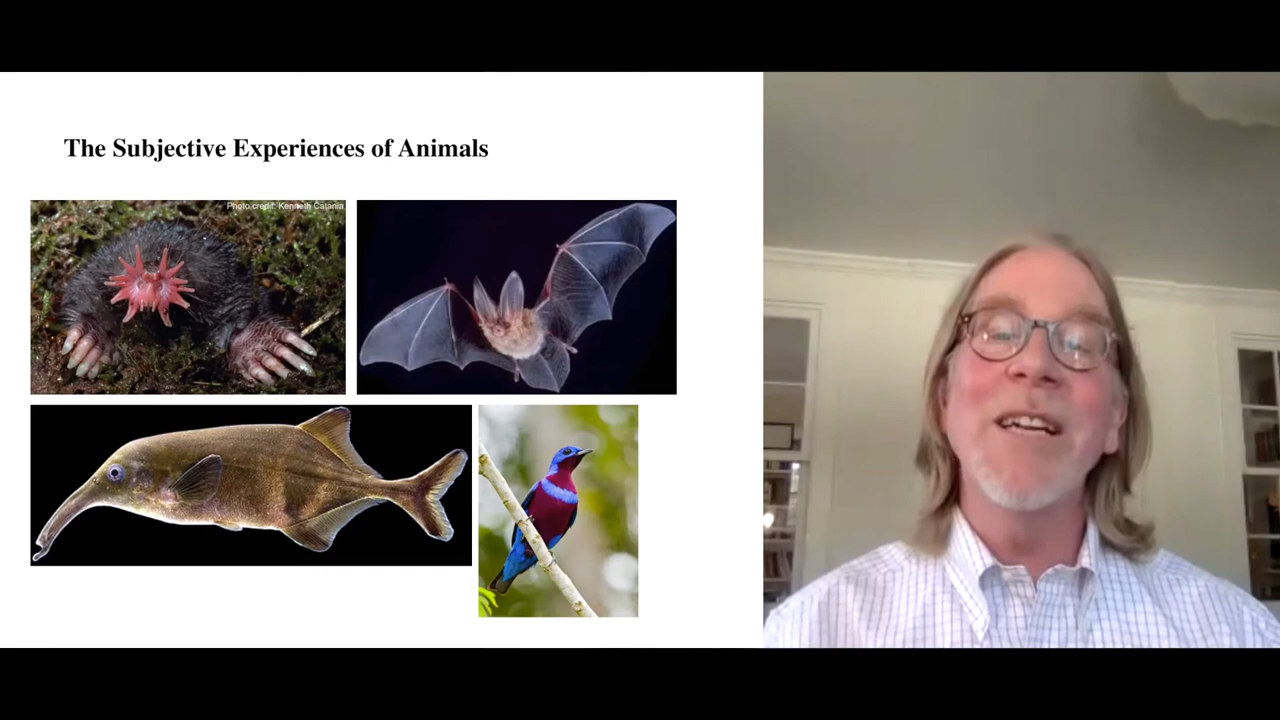 The Subjective Experiences of Animals
Photo credit: Kenneth Catania